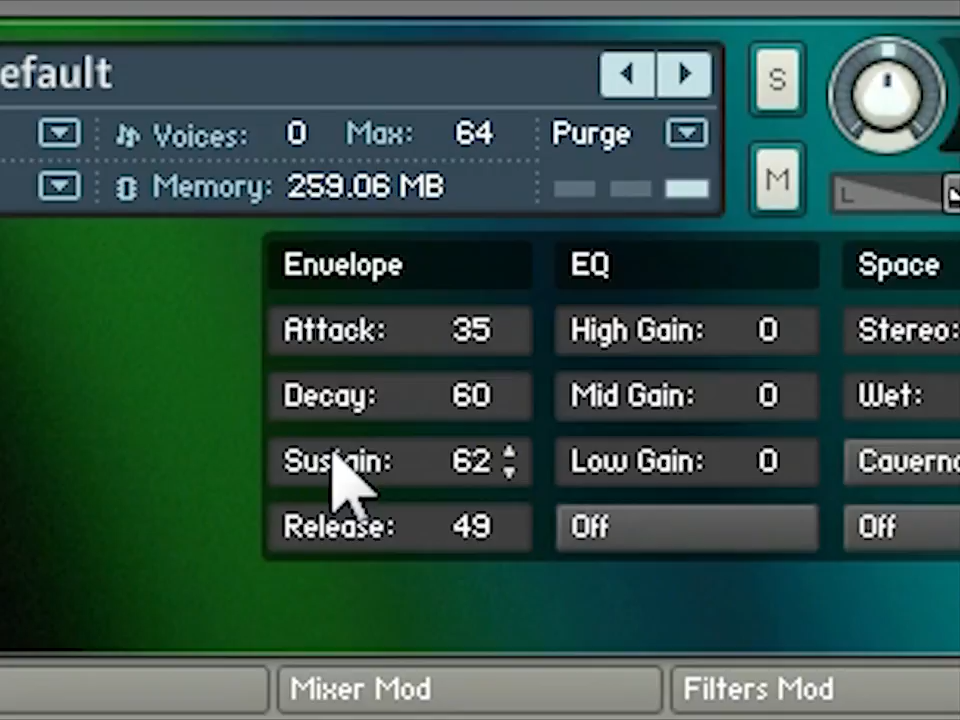 efault
S
Voices: 0 Max: 64 Purge
Memory: 259.06 MB
M
L
Envelope EQ Space
Attack: 35 High Gain: 0 Stereo:
Decay: 60 Mid Gain: 0 Wet:
Sustain: 62 Low Gain: 0 Caverno
Release: 49 Off Off
Mixer Mod Filters Mod